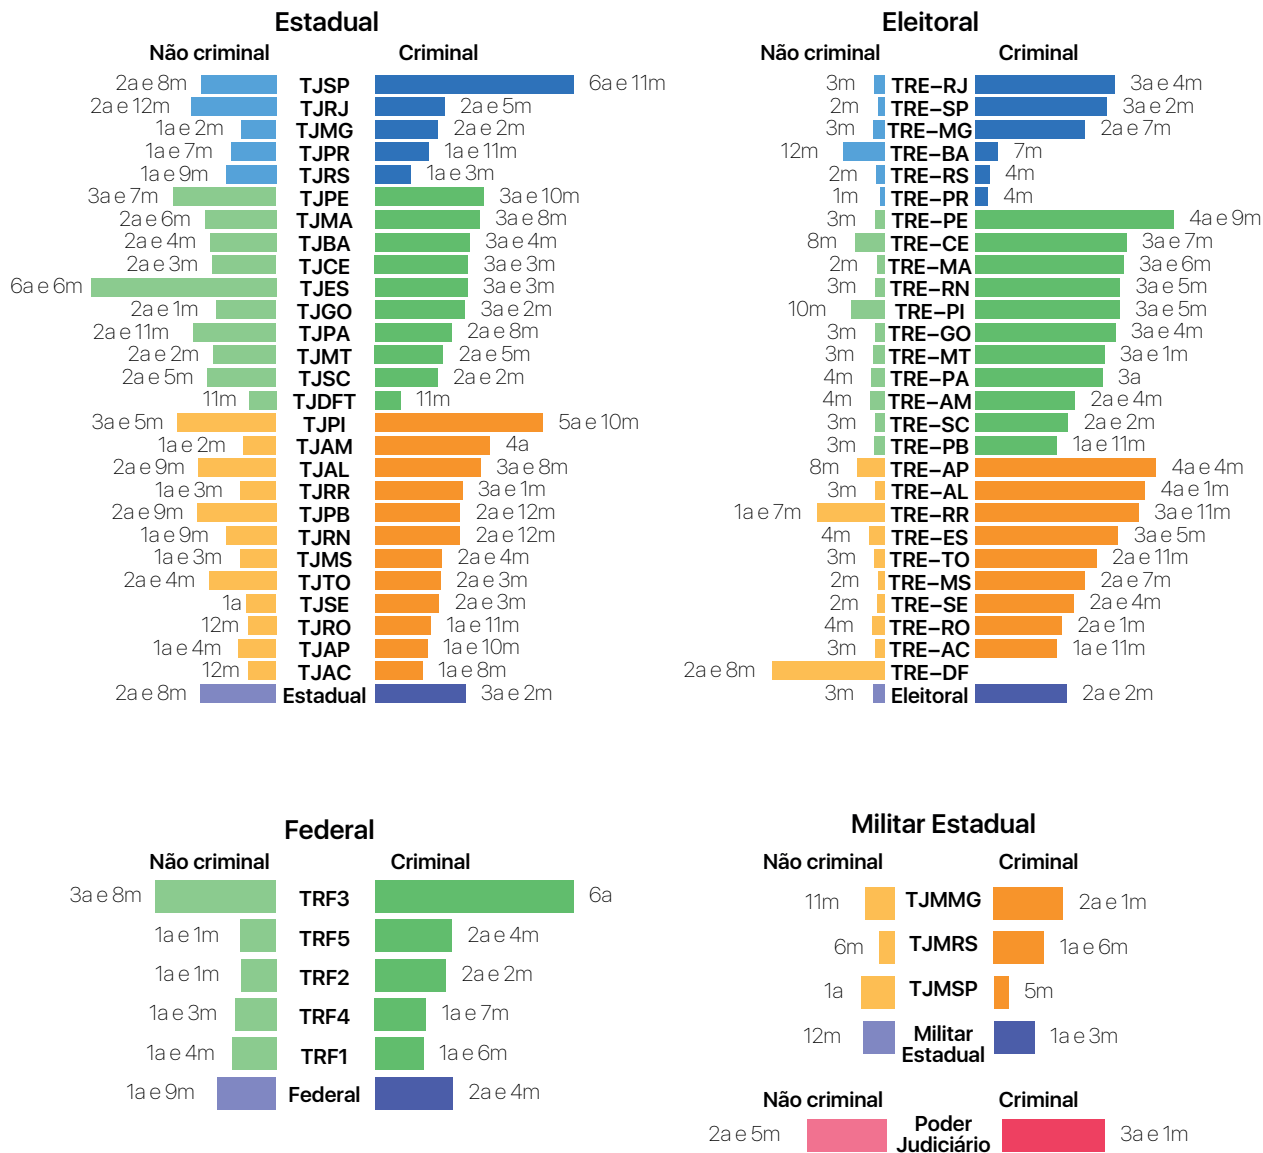 Estadual
Não criminal Criminal
2a e 8m TJSP 6a e 11m
2a e 12m TJRJ 2a e 5m
1a e 2m TJMG 2a e 2m
1a e 7m TJPR 1a e 11m
1a e 9m TJRS 1a e 3m
3a e 7m TJPE 3a e 10m
2a e 6m TJMA 3a e 8m
2a e 4m TJBA 3a e 4m
2a e 3m TJCE 3a e 3m
6a e 6m TJES 3a e 3m
2a e 1m TJGO 3a e 2m
2a e 11m TJPA 2a e 8m
2a e 2m TJMT 2a e 5m
2a e 5m TJSC 2a e 2m
11m TJDFT 11m
3a e 5m TJPI 5a e 10m
1a e 2m TJAM 4a
2a e 9m TJAL 3a e 8m
1a e 3m TJRR 3a e 1m
2a e 9m TJPB 2a e 12m
1a e 9m TJRN 2a e 12m
1a e 3m TJMS 2a e 4m
2a e 4m TJTO 2a e 3m
1a TJSE 2a e 3m
12m TJRO 1a e 11m
1a e 4m TJAP 1a e 10m
12m TJAC 1a e 8m
2a e 8m Estadual 3a e 2m
Eleitoral
Não criminal Criminal
3m TRE–RJ 3a e 4m
2m TRE–SP 3a e 2m
3m TRE–MG 2a e 7m
12m TRE–BA 7m
2m TRE–RS 4m
1m TRE–PR 4m
3m TRE–PE 4a e 9m
8m TRE–CE 3a e 7m
2m TRE–MA 3a e 6m
3m TRE–RN 3a e 5m
10m TRE–PI 3a e 5m
3m TRE–GO 3a e 4m
3m TRE–MT 3a e 1m
4m TRE–PA 3a
4m TRE–AM 2a e 4m
3m TRE–SC 2a e 2m
3m TRE–PB 1a e 11m
8m TRE–AP 4a e 4m
3m TRE–AL 4a e 1m
1a e 7m TRE–RR 3a e 11m
4m TRE–ES 3a e 5m
3m TRE–TO 2a e 11m
2m TRE–MS 2a e 7m
2m TRE–SE 2a e 4m
4m TRE–RO 2a e 1m
3m TRE–AC 1a e 11m
2a e 8m TRE–DF
3m Eleitoral 2a e 2m
Federal
Não criminal Criminal
3a e 8m TRF3 6a
1a e 1m TRF5 2a e 4m
1a e 1m TRF2 2a e 2m
1a e 3m TRF4 1a e 7m
1a e 4m TRF1 1a e 6m
1a e 9m Federal 2a e 4m
Militar Estadual
Não criminal Criminal
11m TJMMG 2a e 1m
6m TJMRS 1a e 6m
1a TJMSP 5m
12m Militar 1a e 3m
Estadual
Não criminal Criminal
2a e 5m Poder 3a e 1m
Judiciário